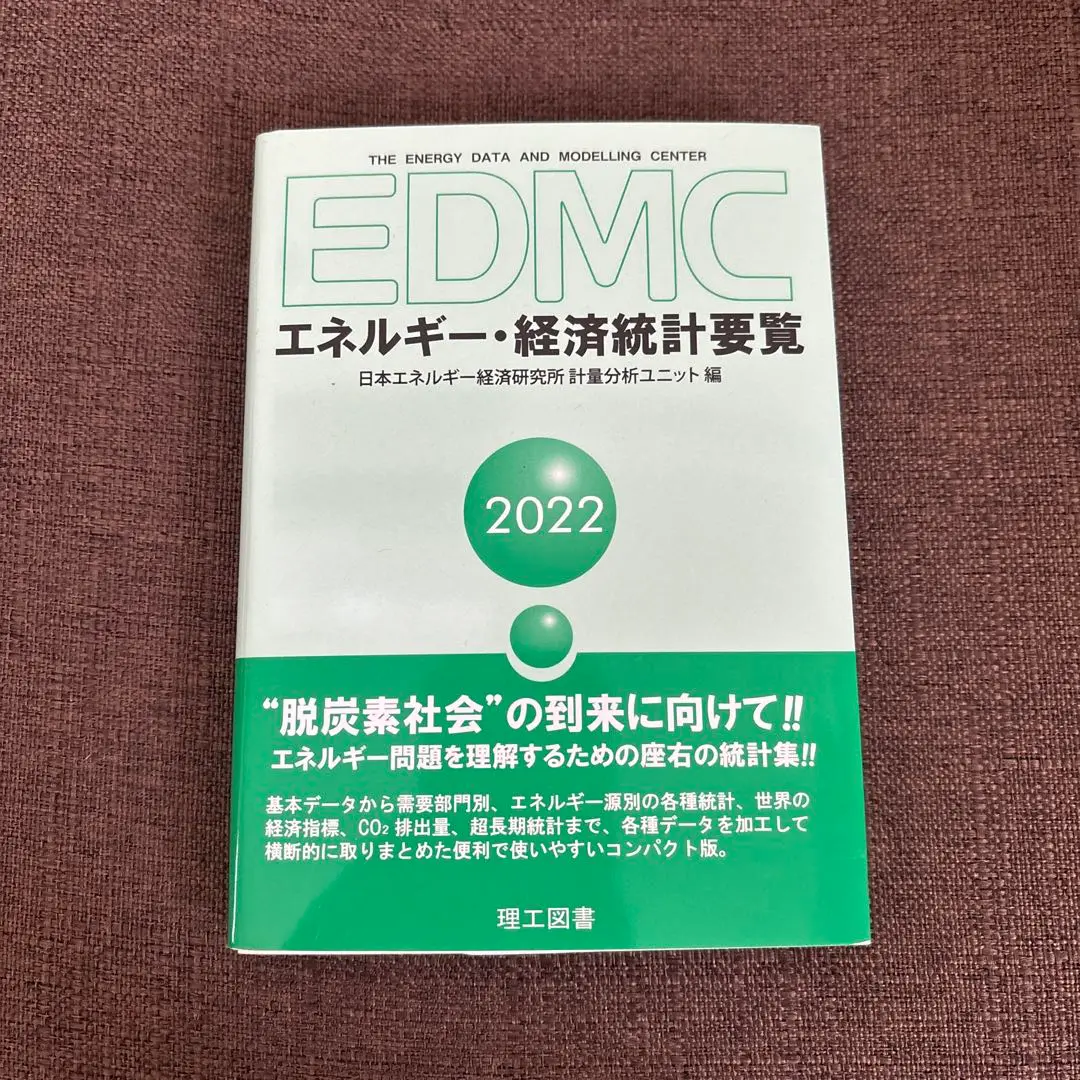 THE ENERGY DATA AND MODELLING CENTER
EDMC
エネルギー・経済統計要覧
日本エネルギー経済研究所 計量分析ユニット 編
2022
“脱炭素社会”の到来に向けて!!
エネルギー問題を理解するための座右の統計集!!
基本データから需要部門別、エネルギー源別の各種統計、世界の
経済指標、CO₂ 排出量、超長期統計まで、各種データを加工して
横断的に取りまとめた便利で使いやすいコンパクト版。
理工図書